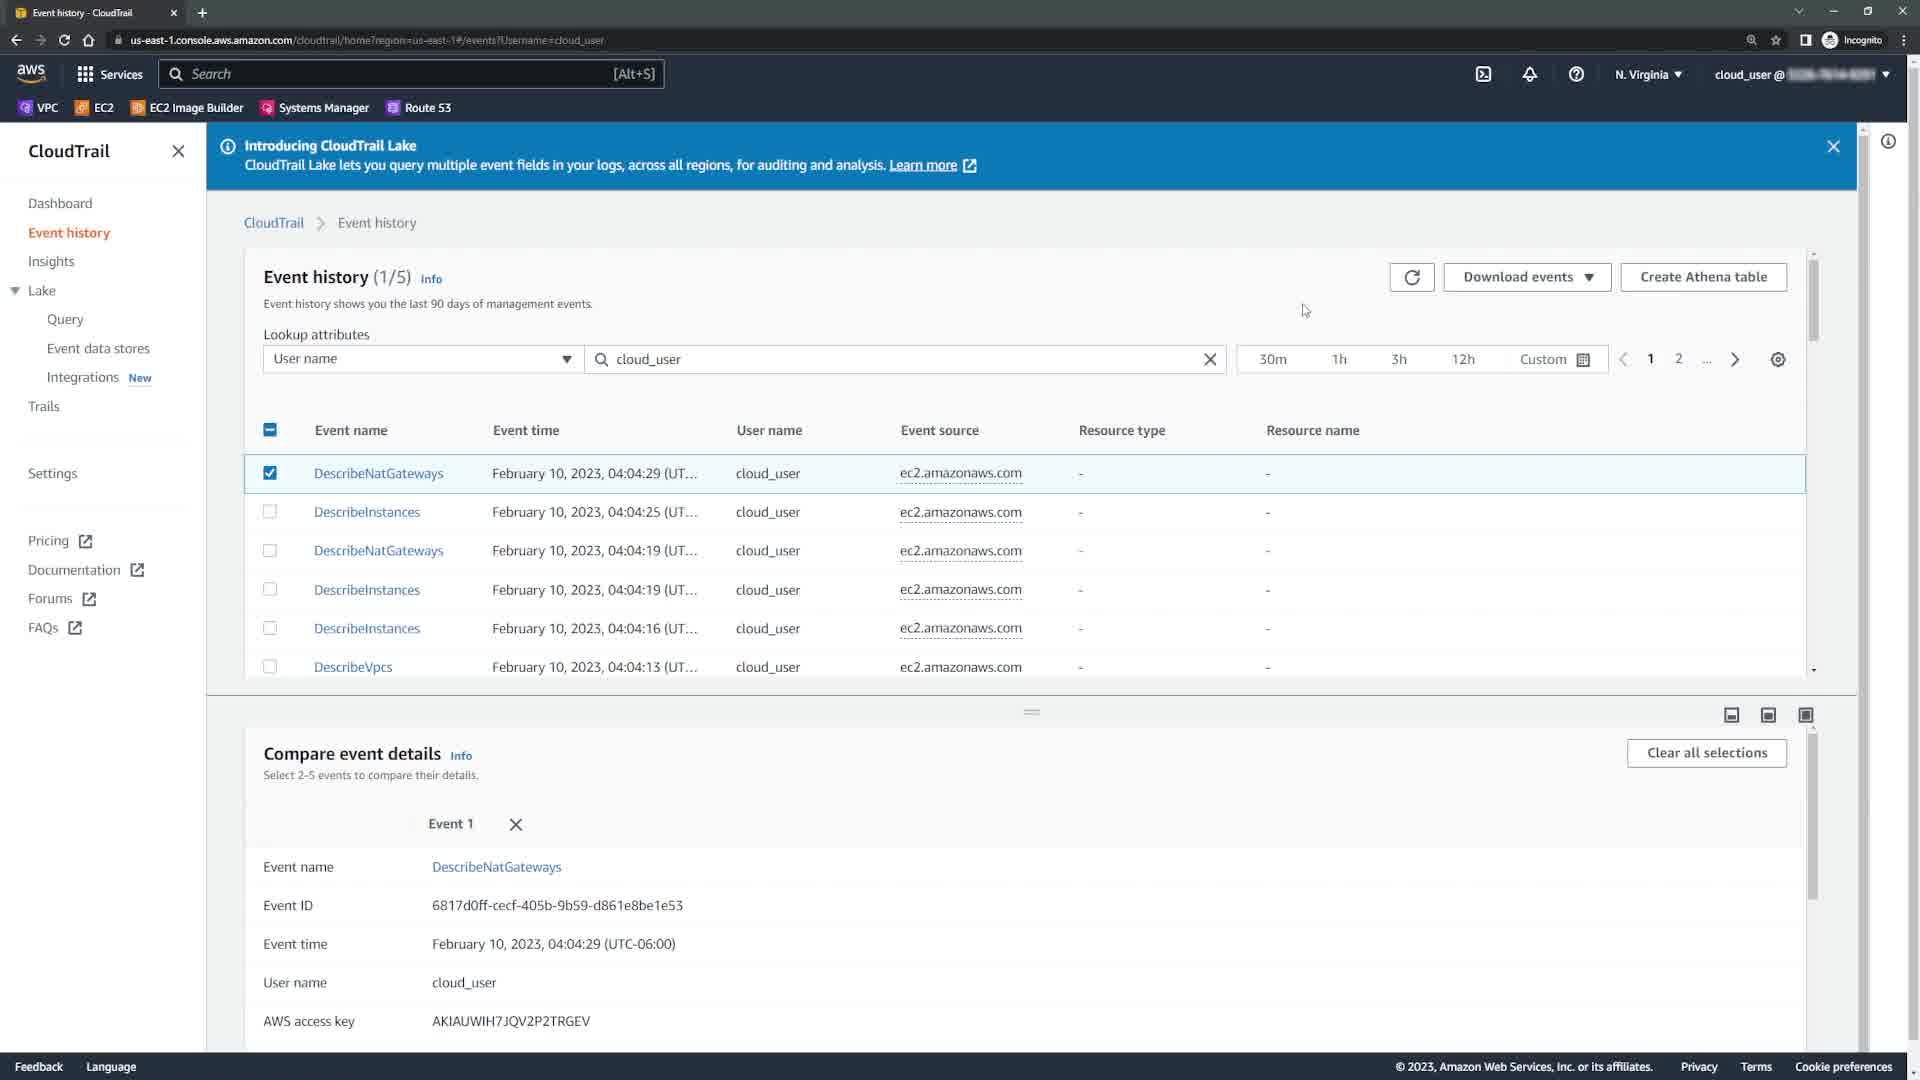 Event history - CloudTrail
us-east-1.console.aws.amazon.com/cloudtrail/home?region=us-east-1#/events?Username=cloud_user
Incognito
aws
Services
Search
[Alt+S]
N. Virginia
cloud_user @
VPC
EC2
EC2 Image Builder
Systems Manager
Route 53
CloudTrail
Dashboard
Event history
Insights
Lake
Query
Event data stores
Integrations New
Trails
Settings
Pricing
Documentation
Forums
FAQs
Introducing CloudTrail Lake
CloudTrail Lake lets you query multiple event fields in your logs, across all regions, for auditing and analysis. Learn more
CloudTrail Event history
Event history (1/5) Info
Event history shows you the last 90 days of management events.
Download events
Create Athena table
Lookup attributes
User name
cloud_user
30m 1h 3h 12h Custom
1 2 ...
Event name Event time User name Event source Resource type Resource name
DescribeNatGateways February 10, 2023, 04:04:29 (UT... cloud_user ec2.amazonaws.com - -
DescribeInstances February 10, 2023, 04:04:25 (UT... cloud_user ec2.amazonaws.com - -
DescribeNatGateways February 10, 2023, 04:04:19 (UT... cloud_user ec2.amazonaws.com - -
DescribeInstances February 10, 2023, 04:04:19 (UT... cloud_user ec2.amazonaws.com - -
DescribeInstances February 10, 2023, 04:04:16 (UT... cloud_user ec2.amazonaws.com - -
DescribeVpcs February 10, 2023, 04:04:13 (UT... cloud_user ec2.amazonaws.com - -
Compare event details Info
Select 2-5 events to compare their details.
Clear all selections
Event 1
Event name DescribeNatGateways
Event ID 6817d0ff-cecf-405b-9b59-d861e8be1e53
Event time February 10, 2023, 04:04:29 (UTC-06:00)
User name cloud_user
AWS access key AKIAUWIH7JQV2P2TRGEV
Feedback Language
© 2023, Amazon Web Services, Inc. or its affiliates. Privacy Terms Cookie preferences